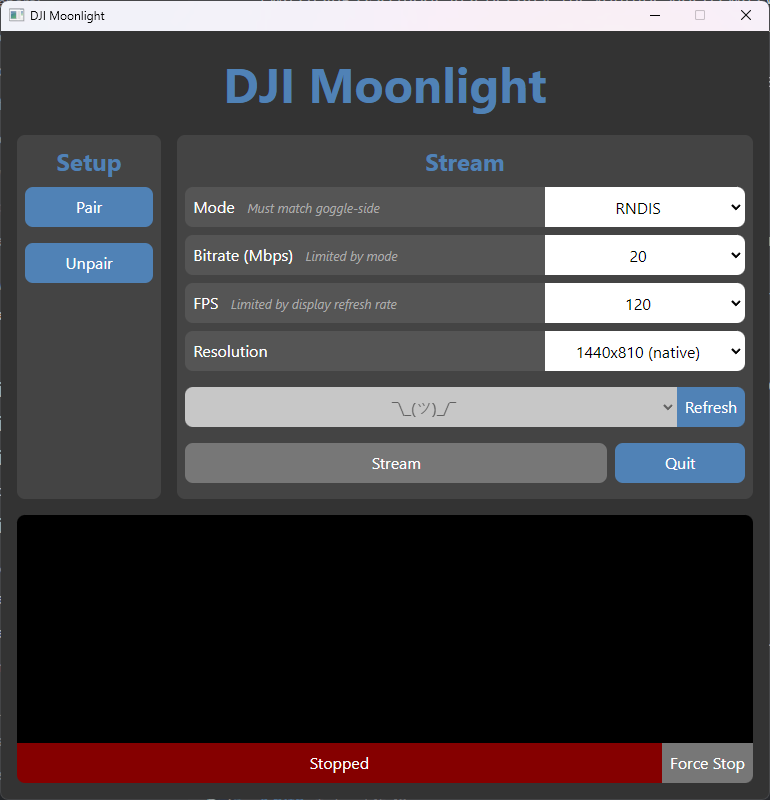 DJI Moonlight
DJI Moonlight
Setup
Pair
Unpair
Stream
Mode Must match goggle-side RNDIS
Bitrate (Mbps) Limited by mode 20
FPS Limited by display refresh rate 120
Resolution 1440x810 (native)
¯\_(ツ)_/¯ Refresh
Stream Quit
Stopped Force Stop